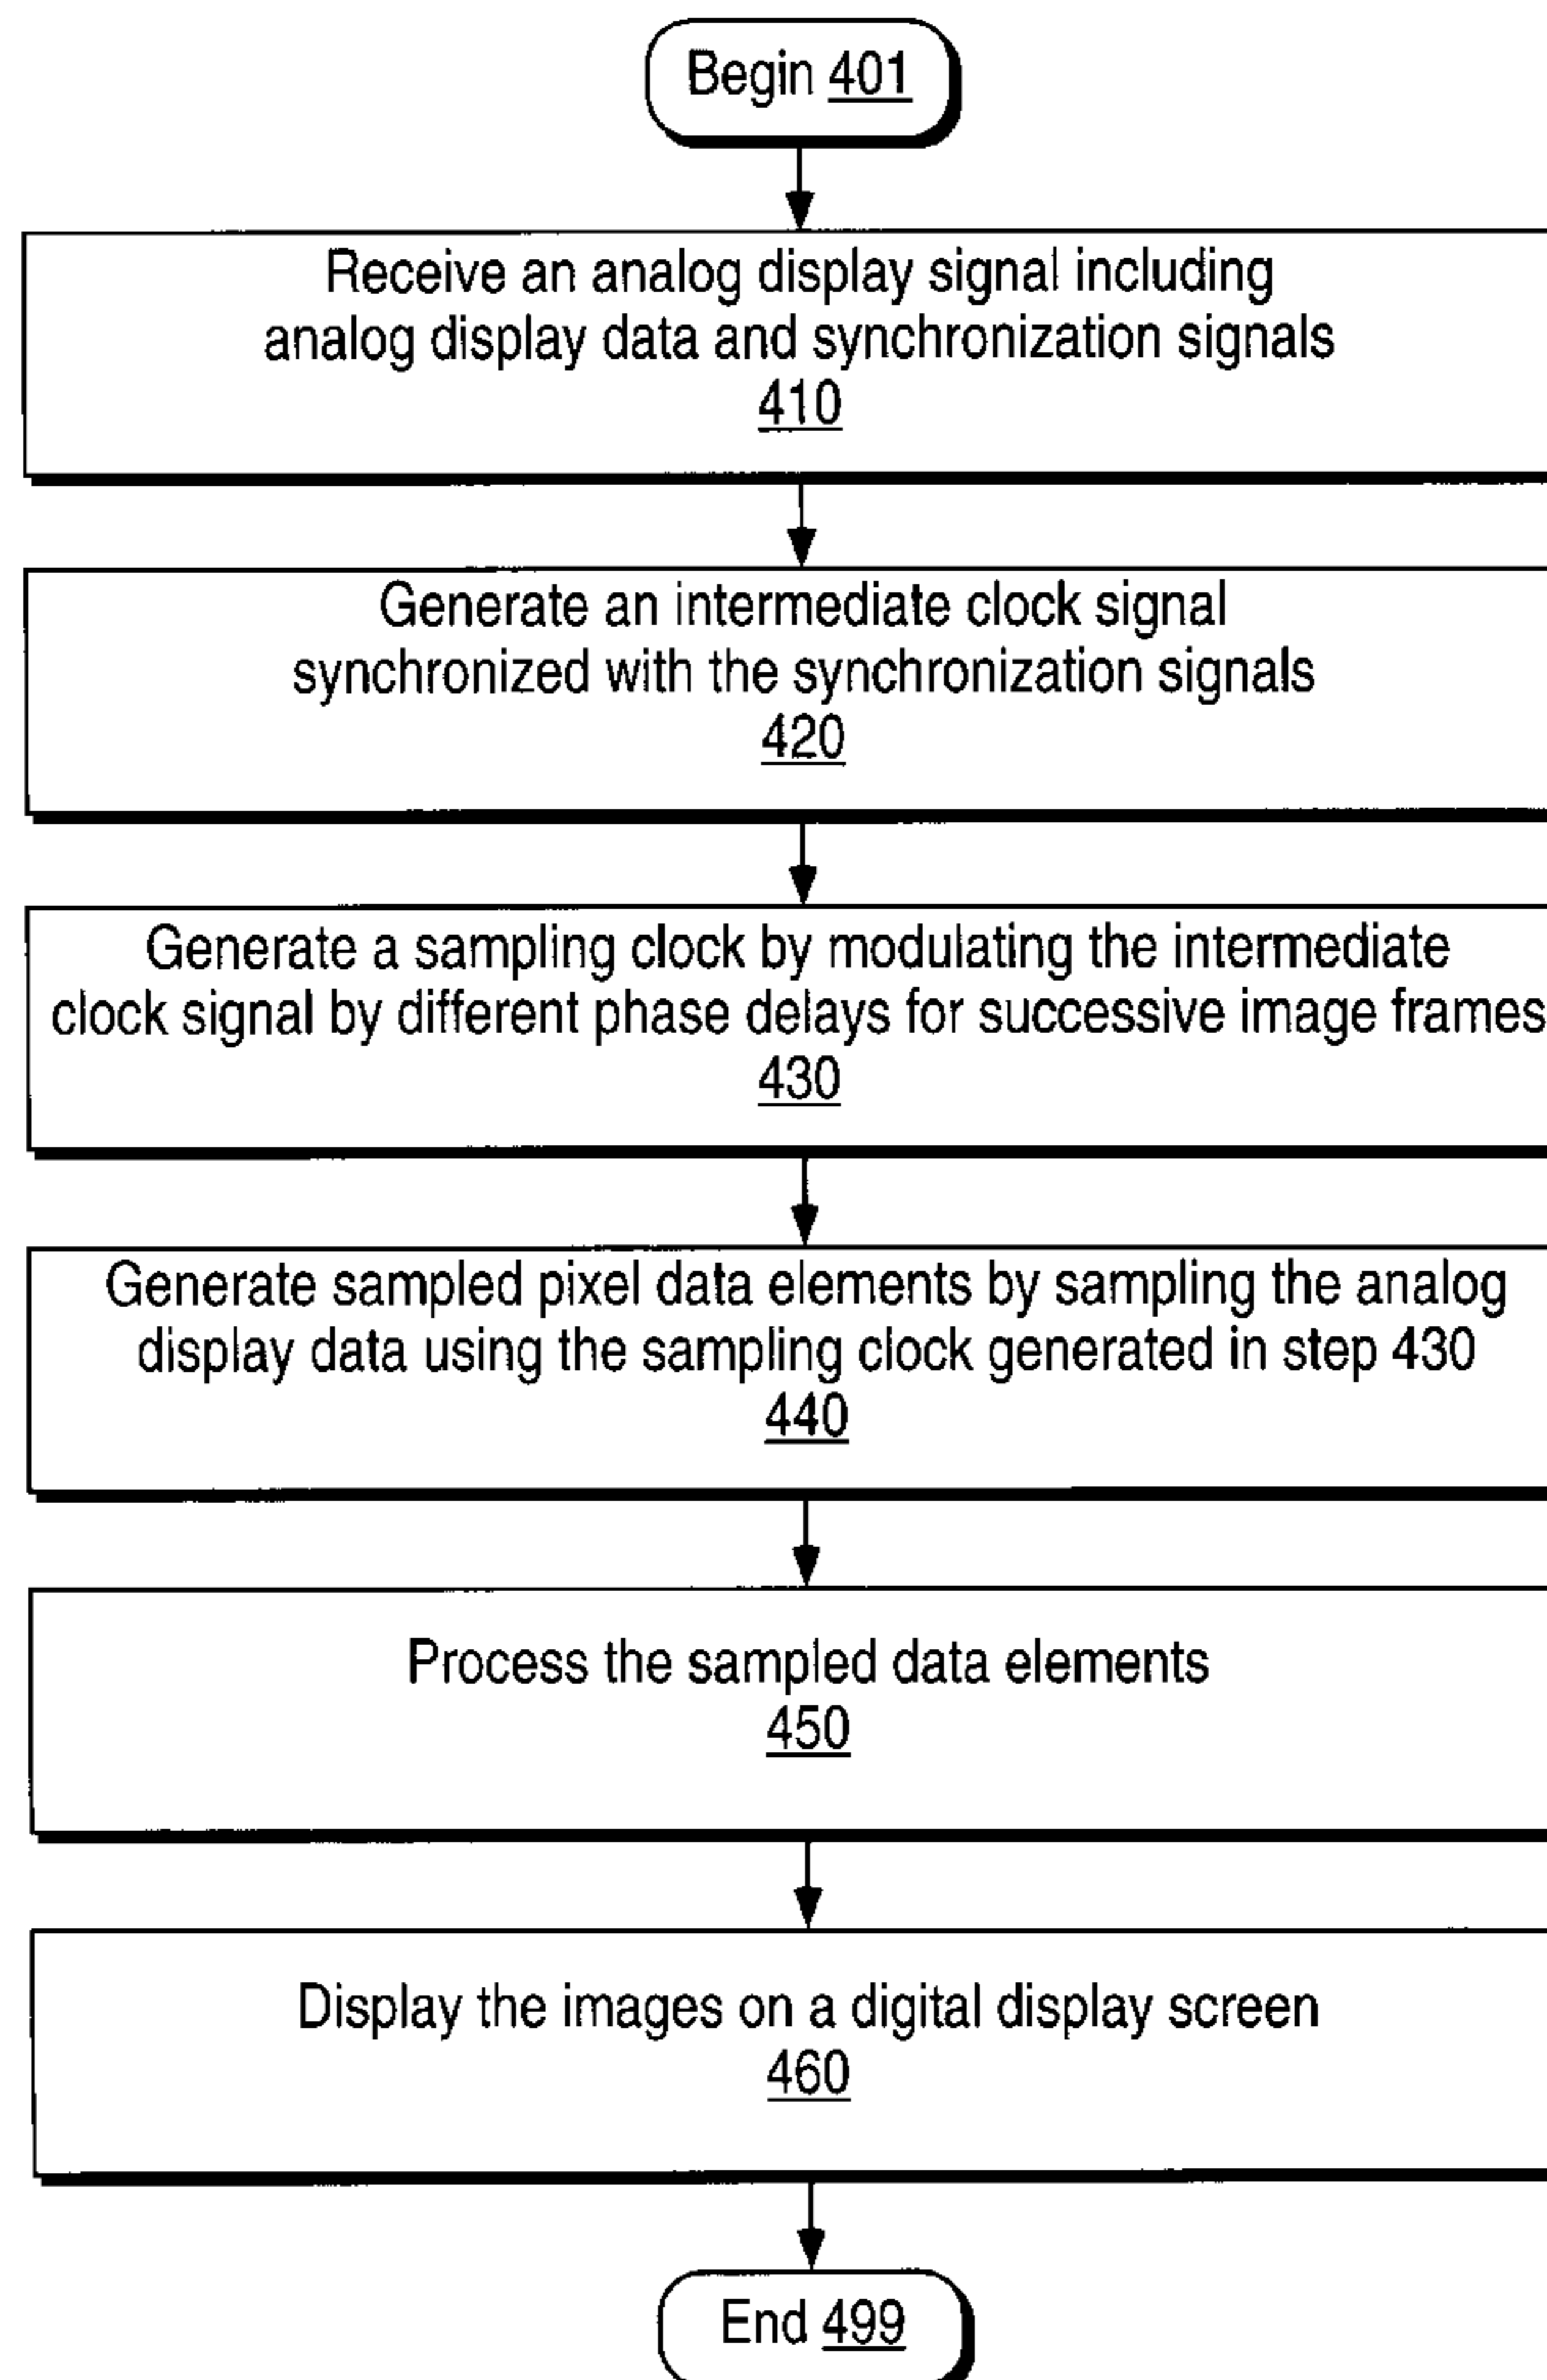 Begin 401
Receive an analog display signal including
analog display data and synchronization signals
410
Generate an intermediate clock signal
synchronized with the synchronization signals
420
Generate a sampling clock by modulating the intermediate
clock signal by different phase delays for successive image frames
430
Generate sampled pixel data elements by sampling the analog
display data using the sampling clock generated in step 430
440
Process the sampled data elements
450
Display the images on a digital display screen
460
End 499